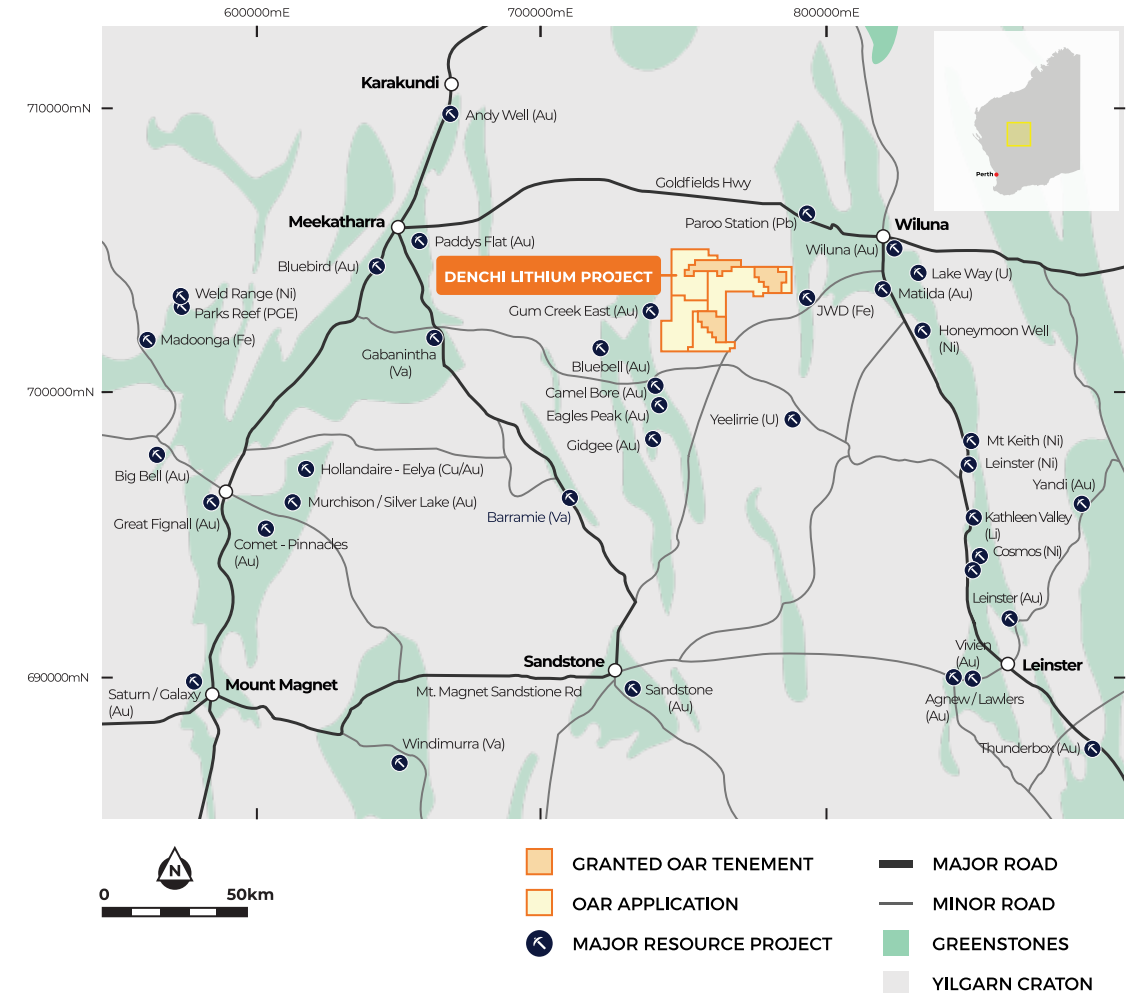 600000mE
700000mE
800000mE
710000mN
700000mN
690000mN
Karakundi
Andy Well (Au)
Perth
Goldfields Hwy
Meekatharra
Paroo Station (Pb)
Wiluna
Paddys Flat (Au)
Wiluna (Au)
Bluebird (Au)
DENCHI LITHIUM PROJECT
Lake Way (U)
Weld Range (Ni)
Matilda (Au)
Parks Reef (PGE)
Gum Creek East (Au)
JWD (Fe)
Madoonga (Fe)
Honeymoon Well
(Ni)
Gabanintha
(Va)
Bluebell (Au)
Camel Bore (Au)
Eagles Peak (Au)
Yeelirrie (U)
Gidgee (Au)
Mt Keith (Ni)
Leinster (Ni)
Big Bell (Au)
Hollandaire - Eelya (Cu/Au)
Yandi (Au)
Murchison / Silver Lake (Au)
Great Fignall (Au)
Barramie (Va)
Kathleen Valley
(Li)
Comet - Pinnacles
(Au)
Cosmos (Ni)
Leinster (Au)
Vivien
(Au)
Sandstone
Leinster
Mount Magnet
Saturn / Galaxy
(Au)
Mt. Magnet Sandstione Rd
Sandstone
(Au)
Agnew / Lawlers
(Au)
Windimurra (Va)
Thunderbox (Au)
N
0
50km
GRANTED OAR TENEMENT
OAR APPLICATION
MAJOR RESOURCE PROJECT
MAJOR ROAD
MINOR ROAD
GREENSTONES
YILGARN CRATON